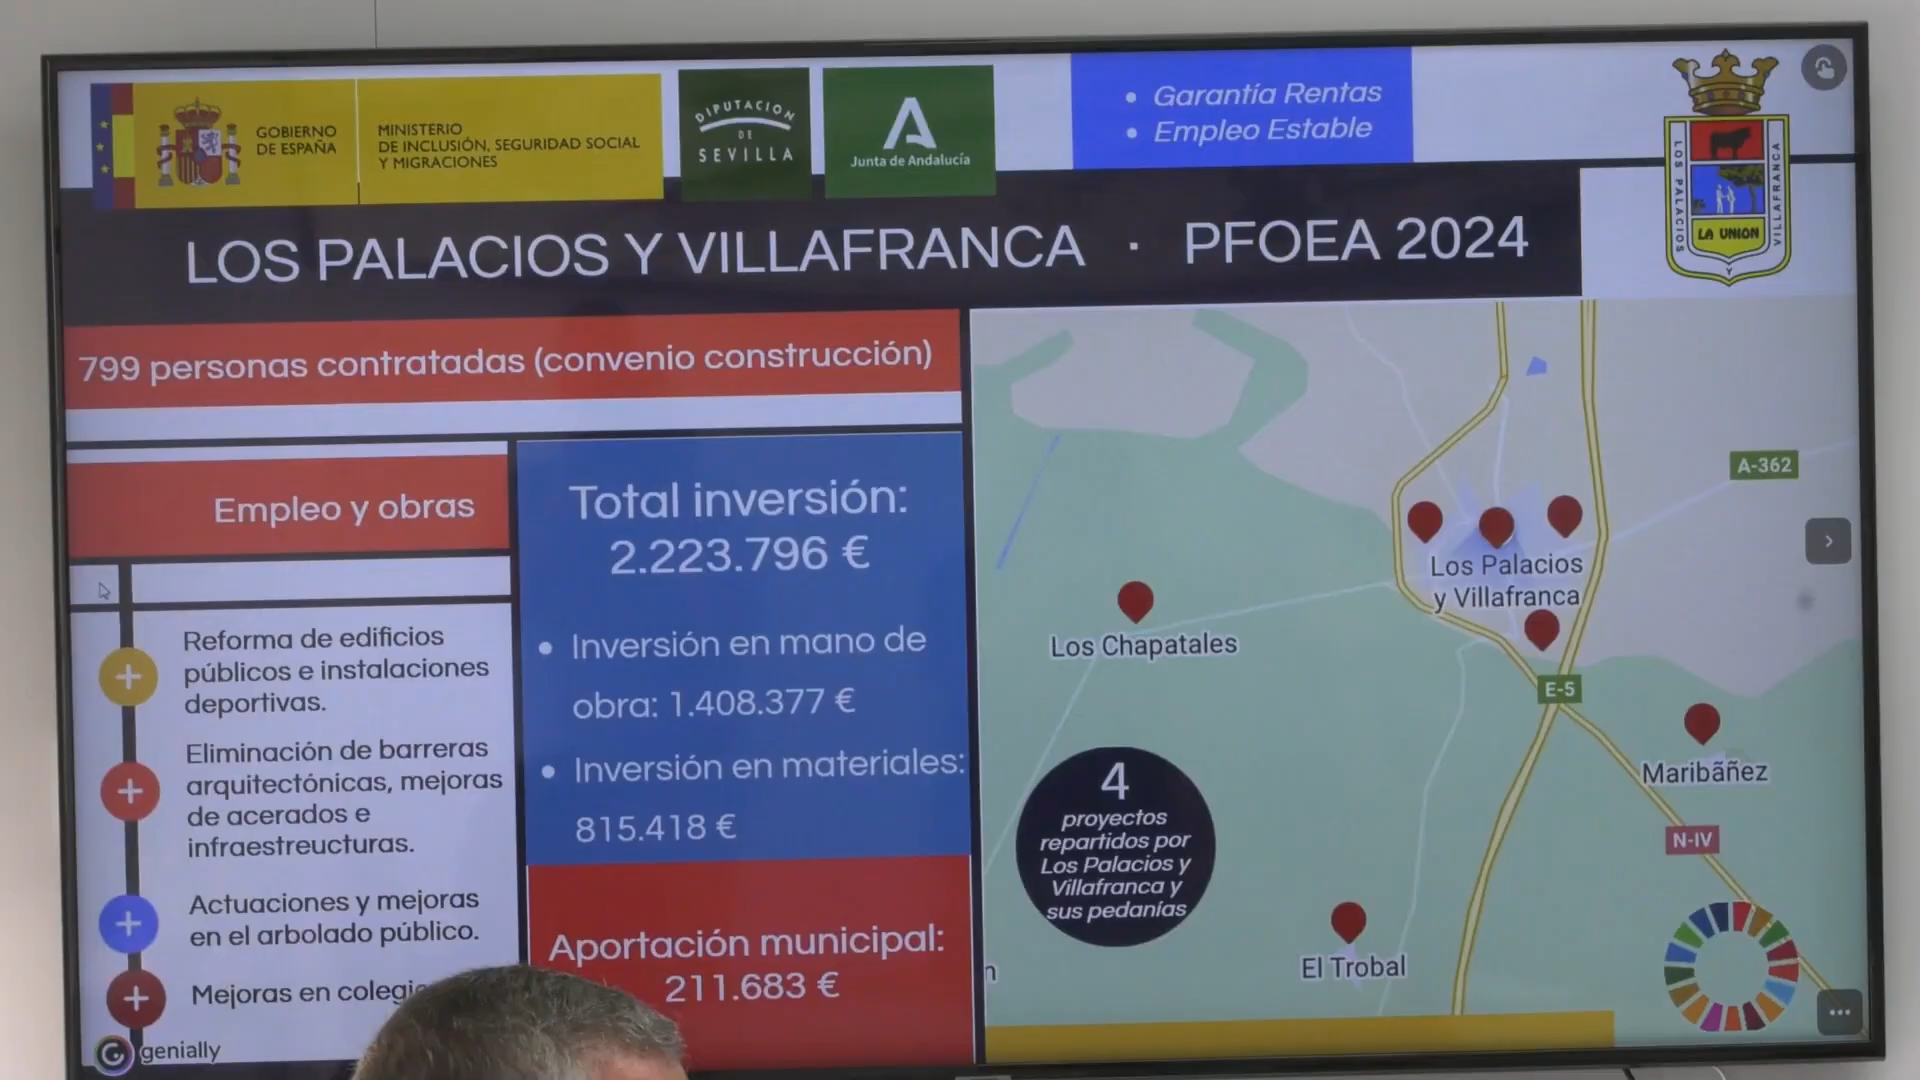 GOBIERNO
DE ESPAÑA
MINISTERIO
DE INCLUSIÓN, SEGURIDAD SOCIAL
Y MIGRACIONES
DIPUTACION
DE
SEVILLA
Junta de Andalucía
• Garantía Rentas
• Empleo Estable
LOS PALACIOS
Y
VILLAFRANCA
LA UNION
LOS PALACIOS Y VILLAFRANCA · PFOEA 2024
799 personas contratadas (convenio construcción)
Empleo y obras
Reforma de edificios
públicos e instalaciones
deportivas.
Eliminación de barreras
arquitectónicas, mejoras
de acerados e
infraestreucturas.
Actuaciones y mejoras
en el arbolado público.
Mejoras en
genially
Total inversión:
2.223.796 €
• Inversión en mano de
obra: 1.408.377 €
• Inversión en materiales:
815.418 €
Aportación municipal:
211.683 €
A-362
Los Palacios
y Villafranca
Los Chapatales
E-5
Maribáñez
N-IV
4
proyectos
repartidos por
Los Palacios y
Villafranca y
sus pedanías
El Trobal